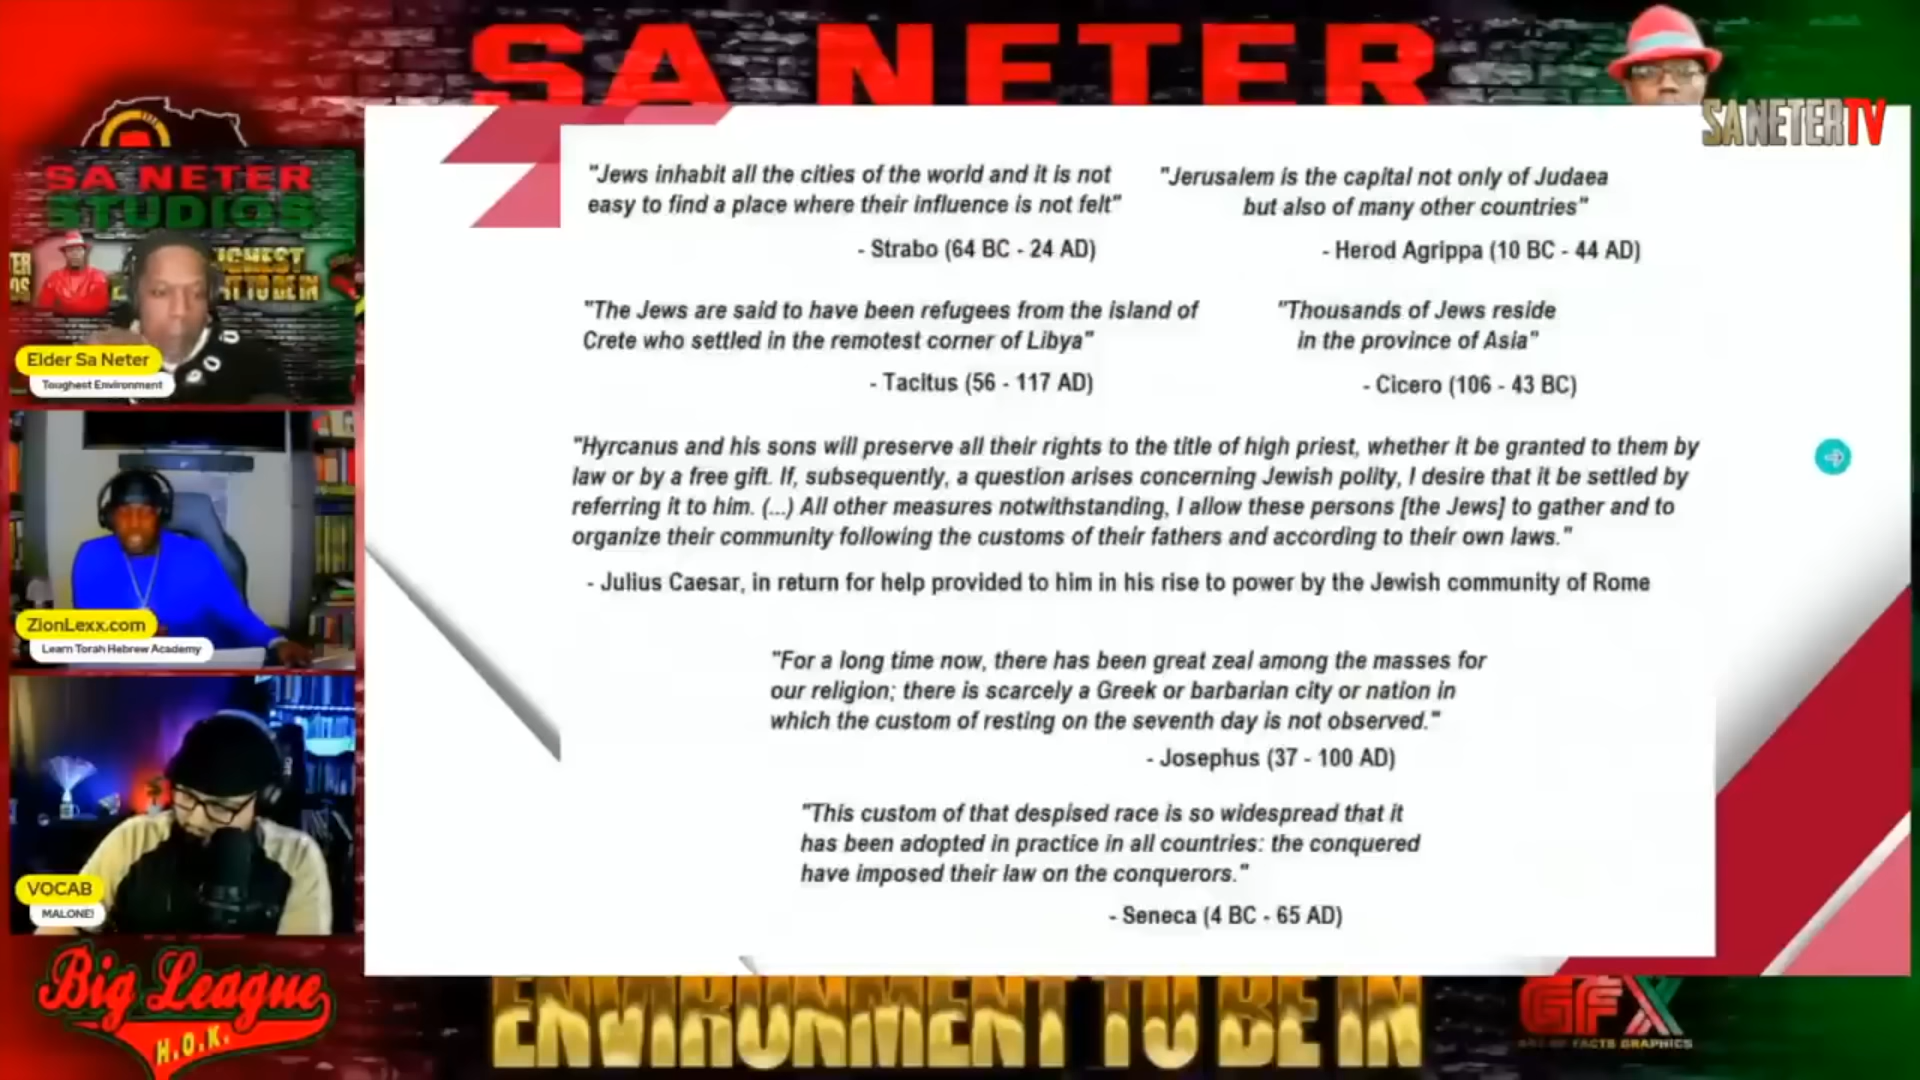 SA NETER
SANETERTV
SA NETER
STUDIOS
TO BE IN
Elder Sa Neter
Toughest Environment
ZionLexx.com
Learn Torah Hebrew Academy
VOCAB
MALONE!
Big League
H.O.K.
"Jews inhabit all the cities of the world and it is not
easy to find a place where their influence is not felt"
- Strabo (64 BC - 24 AD)
"Jerusalem is the capital not only of Judaea
but also of many other countries"
- Herod Agrippa (10 BC - 44 AD)
"The Jews are said to have been refugees from the island of
Crete who settled in the remotest corner of Libya"
- Tacitus (56 - 117 AD)
"Thousands of Jews reside
in the province of Asia"
- Cicero (106 - 43 BC)
"Hyrcanus and his sons will preserve all their rights to the title of high priest, whether it be granted to them by
law or by a free gift. If, subsequently, a question arises concerning Jewish polity, I desire that it be settled by
referring it to him. (...) All other measures notwithstanding, I allow these persons [the Jews] to gather and to
organize their community following the customs of their fathers and according to their own laws."
- Julius Caesar, in return for help provided to him in his rise to power by the Jewish community of Rome
"For a long time now, there has been great zeal among the masses for
our religion; there is scarcely a Greek or barbarian city or nation in
which the custom of resting on the seventh day is not observed."
- Josephus (37 - 100 AD)
"This custom of that despised race is so widespread that it
has been adopted in practice in all countries: the conquered
have imposed their law on the conquerors."
- Seneca (4 BC - 65 AD)
ENVIRONMENT TO BE IN
GFX
FACTS GRAPHICS